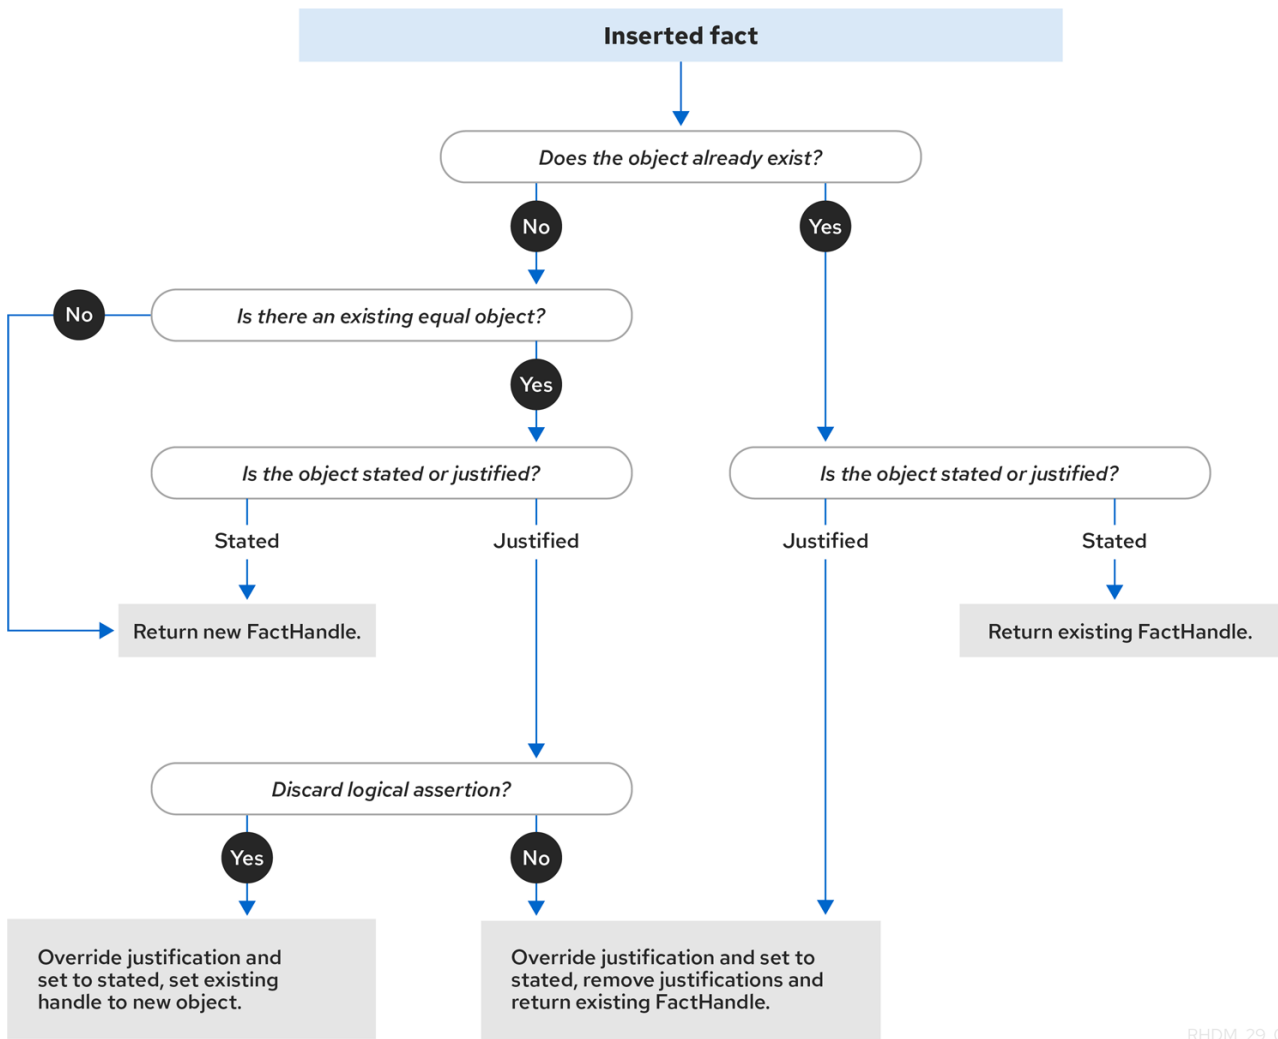 Inserted fact
Does the object already exist?
No
Yes
No
Is there an existing equal object?
Yes
Is the object stated or justified?
Is the object stated or justified?
Stated
Justified
Justified
Stated
Return new FactHandle.
Return existing FactHandle.
Discard logical assertion?
Yes
No
Override justification and
set to stated, set existing
handle to new object.
Override justification and set to
stated, remove justifications and
return existing FactHandle.
RHDM_29_